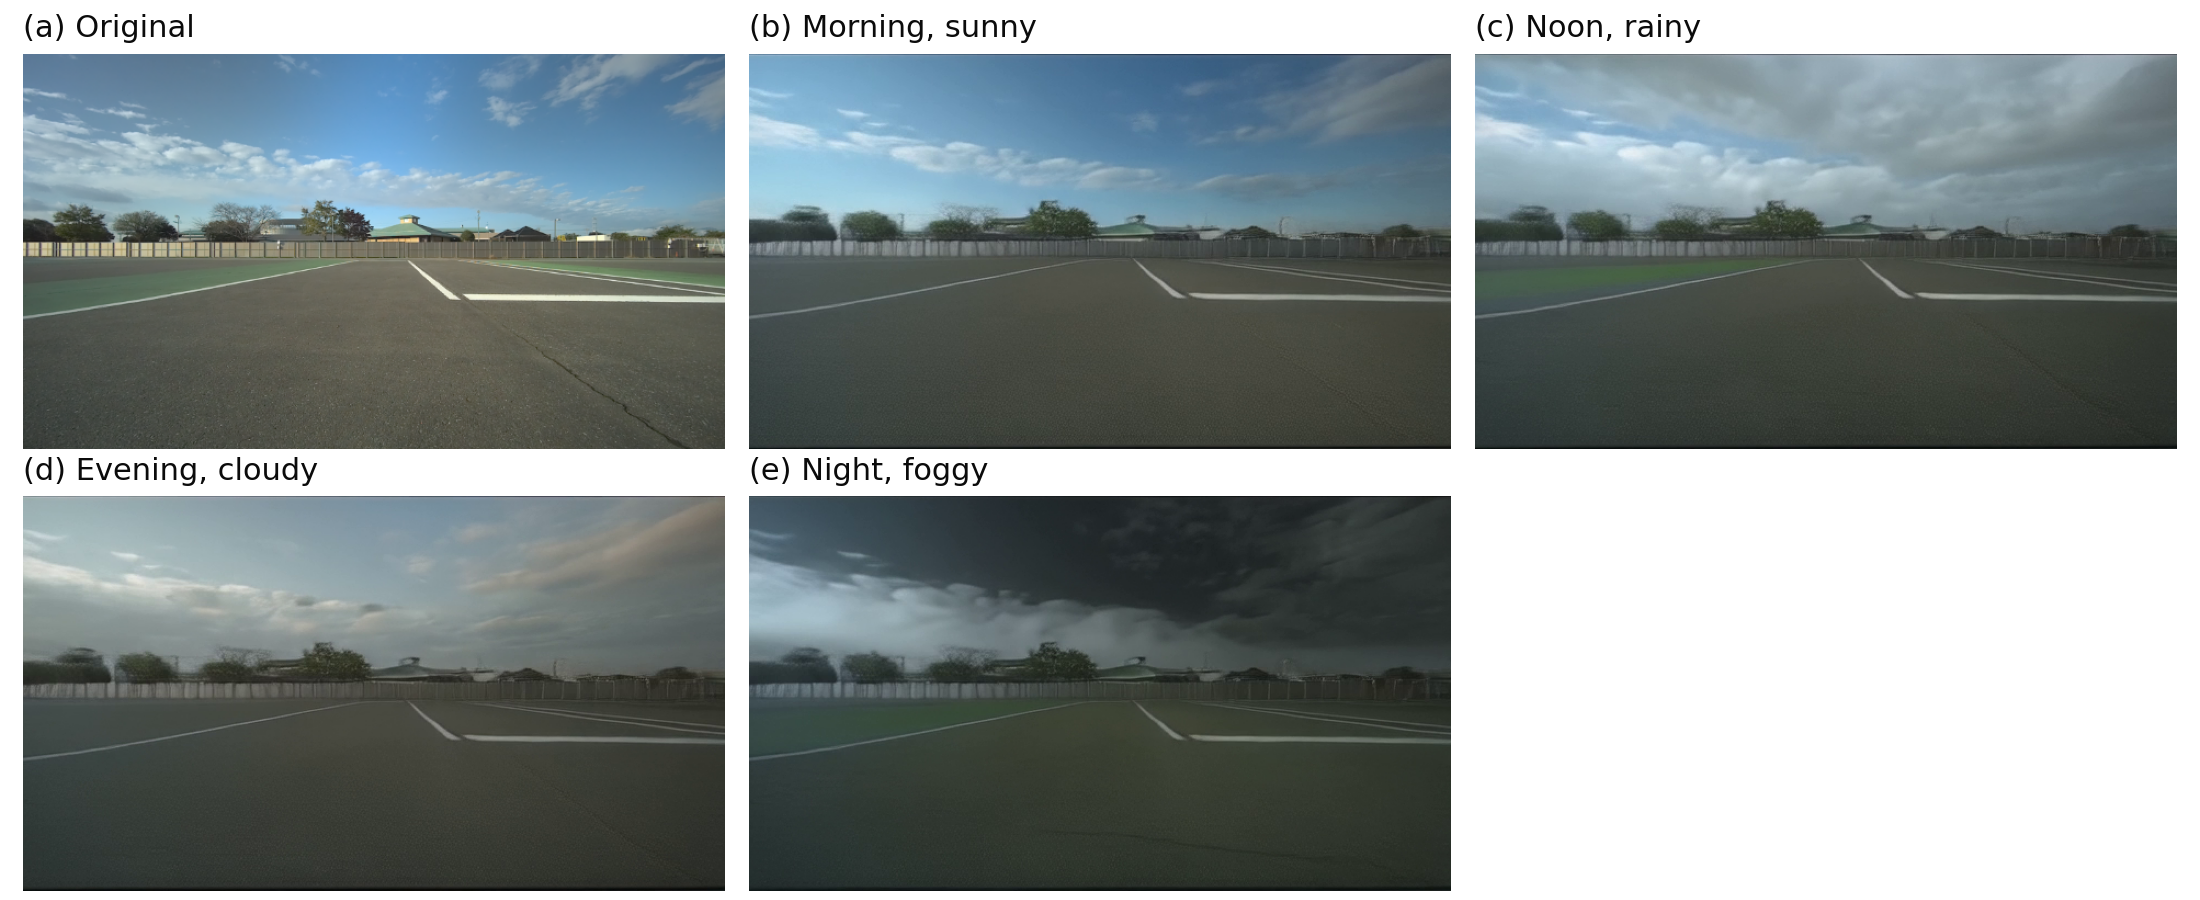 (a) Original
(b) Morning, sunny
(c) Noon, rainy
(d) Evening, cloudy
(e) Night, foggy